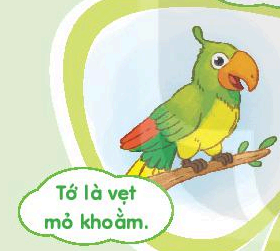 Tớ là vẹt
mỏ khoằm.